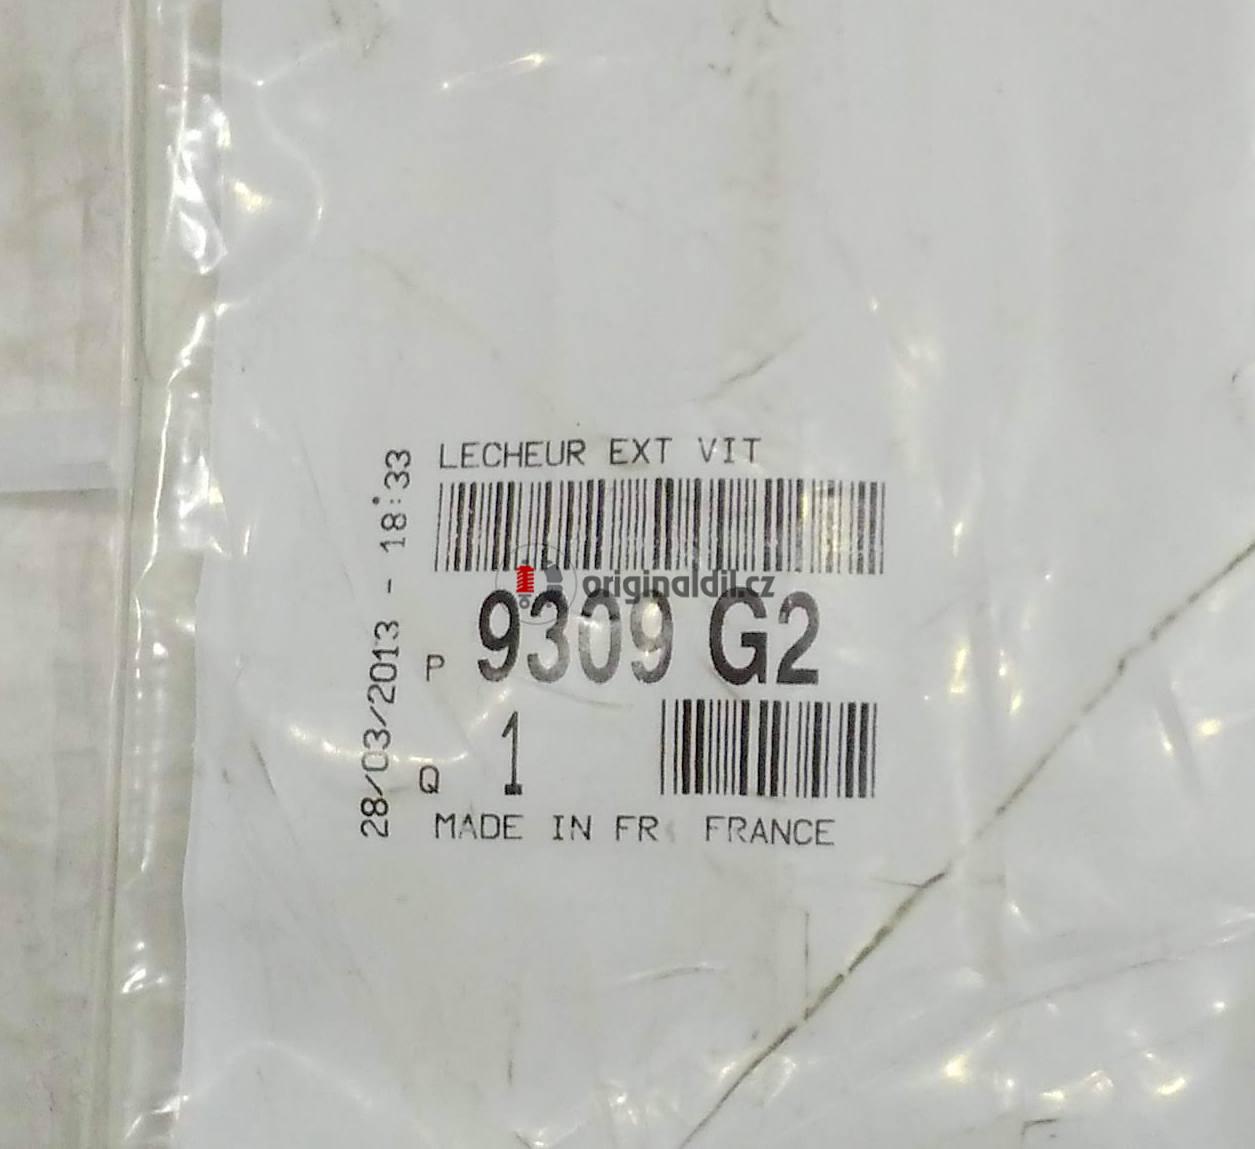 LECHEUR EXT VIT
28/03/2013 - 18:33
originaldil.cz
P 9309 G2
Q 1
MADE IN FR FRANCE